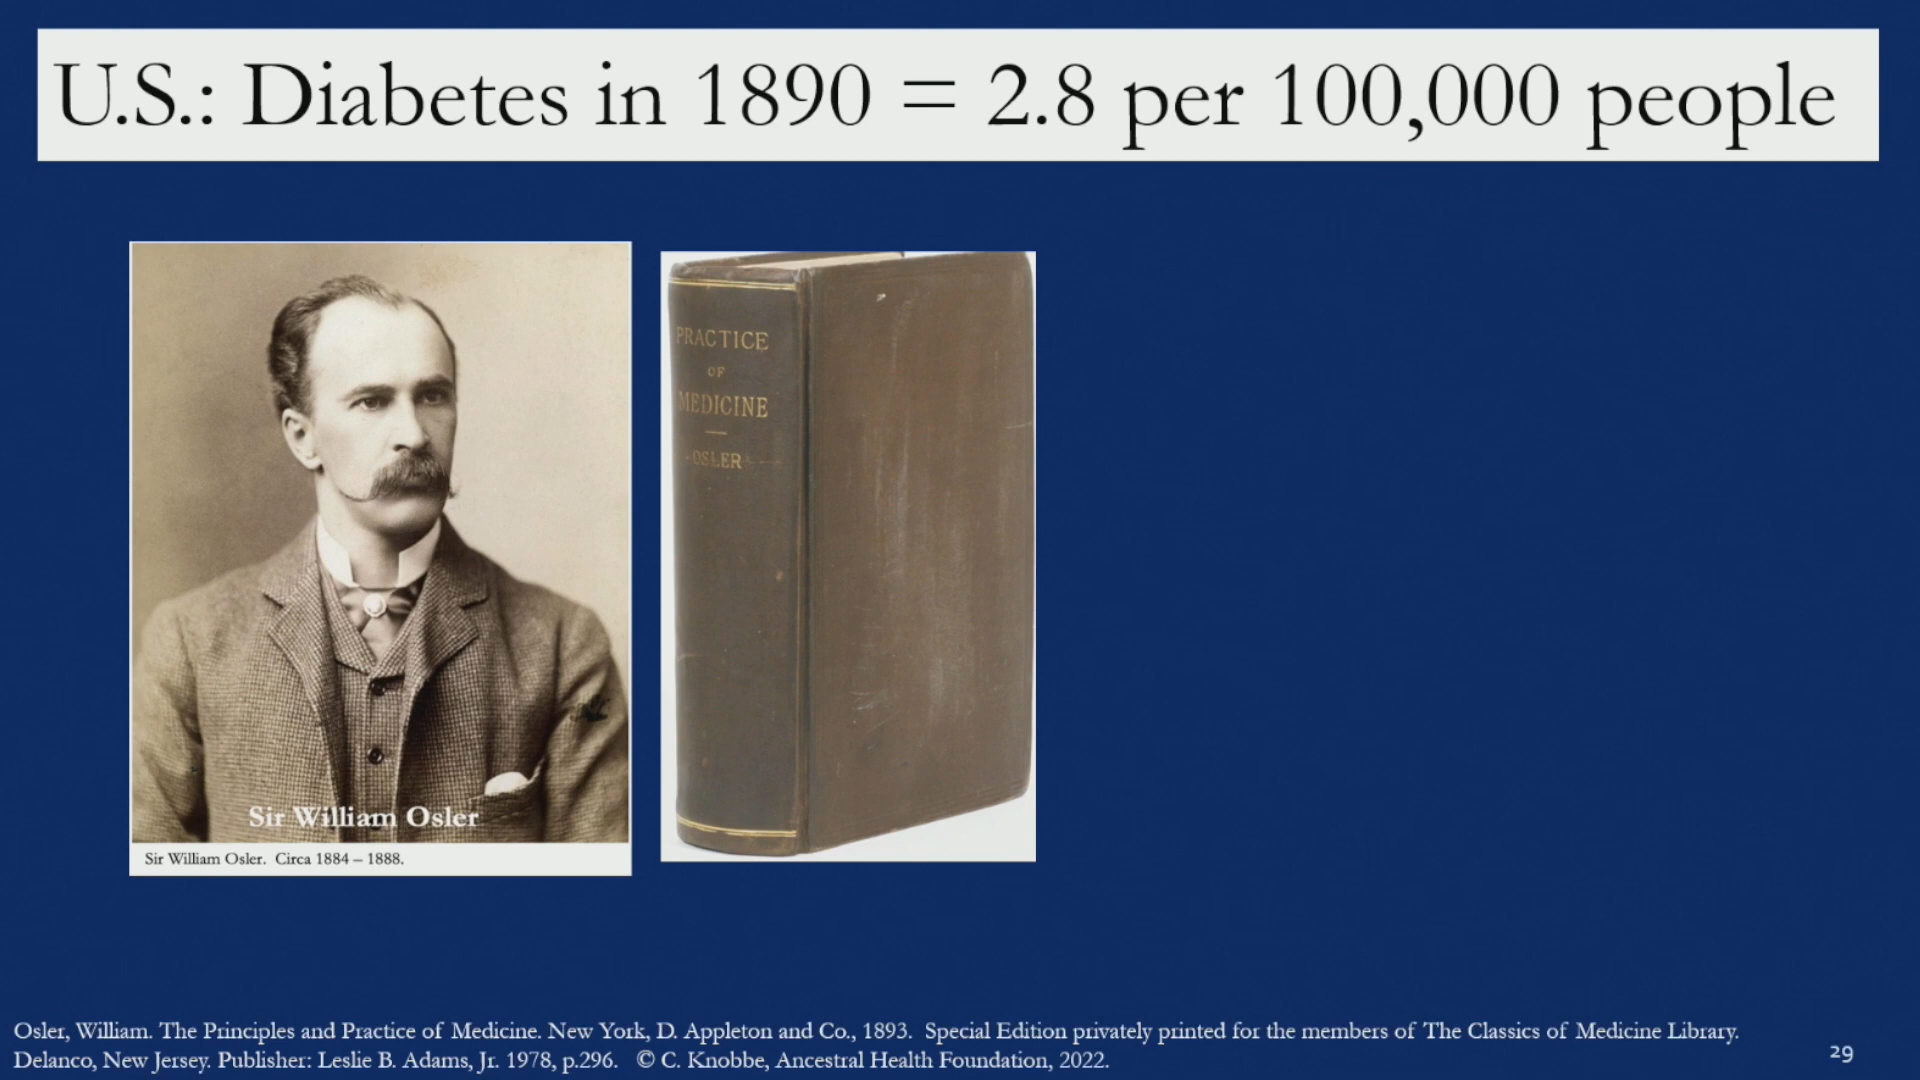 U.S.: Diabetes in 1890 = 2.8 per 100,000 people
PRACTICE
OF
MEDICINE
OSLER
Sir William Osler
Sir William Osler. Circa 1884 – 1888.
Osler, William. The Principles and Practice of Medicine. New York, D. Appleton and Co., 1893. Special Edition privately printed for the members of The Classics of Medicine Library.
Delanco, New Jersey. Publisher: Leslie B. Adams, Jr. 1978, p.296. © C. Knobbe, Ancestral Health Foundation, 2022.
29